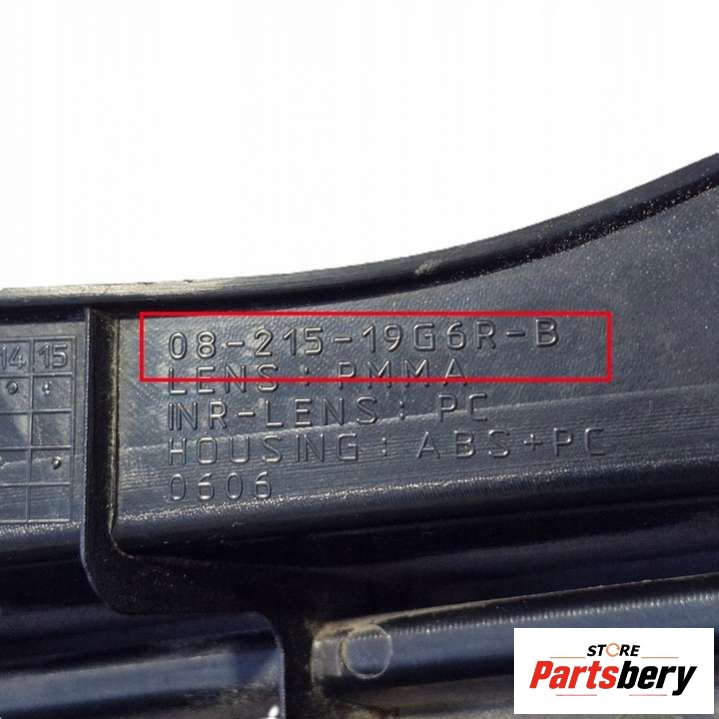 14 15
08-215-19G6R-B
LENS : PMMA
INR-LENS : PC
HOUSING : ABS+PC
0606
STORE
Partsbery